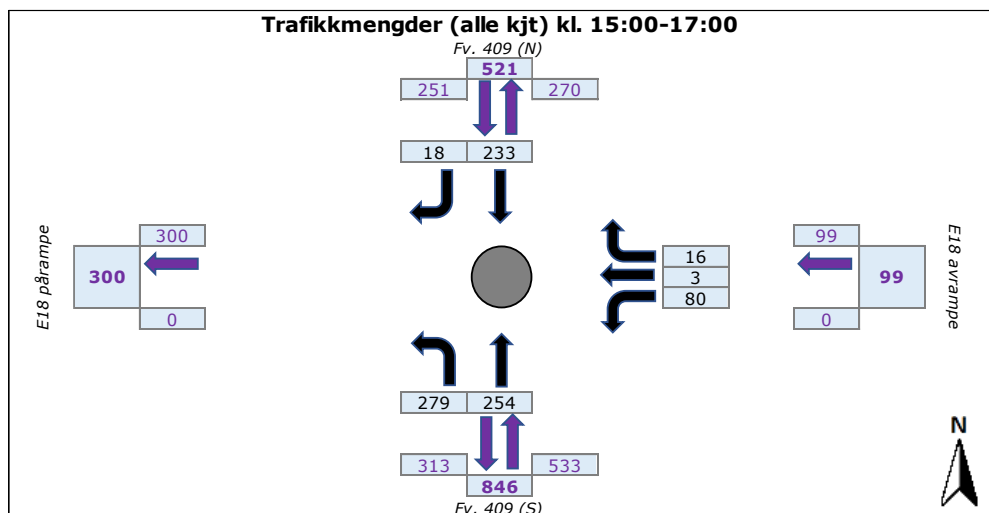 Trafikkmengder (alle kjt) kl. 15:00-17:00
Fv. 409 (N)
521
251 270
18 233
E18 pårampe
300
300
0
16
3
80
99
99
0
E18 avrampe
279 254
313 533
846
Fv. 409 (S)
N